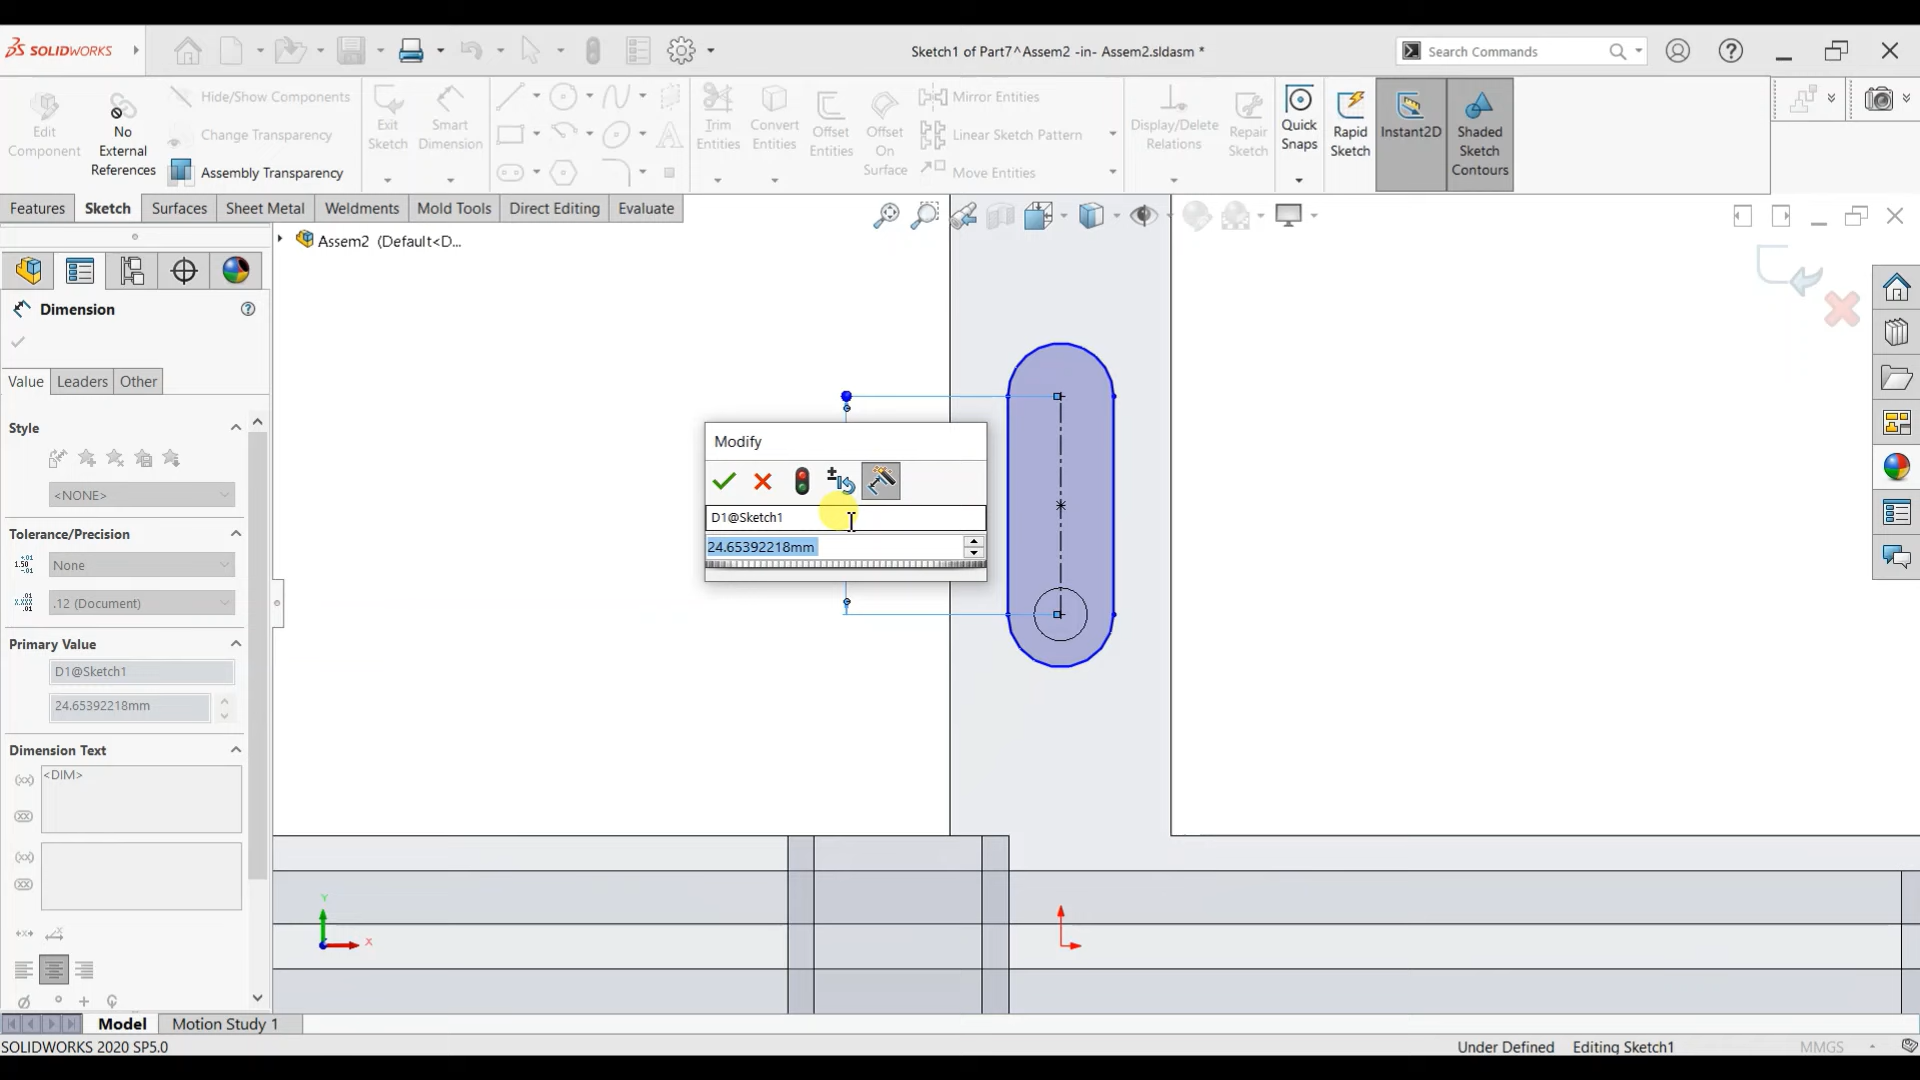 SOLIDWORKS
Sketch1 of Part7^Assem2 -in- Assem2.sldasm *
Search Commands
Edit
Component
No
External
References
Hide/Show Components
Change Transparency
Assembly Transparency
Exit
Sketch
Smart
Dimension
Trim
Entities
Convert
Entities
Offset
Entities
Offset
On
Surface
Mirror Entities
Linear Sketch Pattern
Move Entities
Display/Delete
Relations
Repair
Sketch
Quick
Snaps
Rapid
Sketch
Instant2D
Shaded
Sketch
Contours
Features
Sketch
Surfaces
Sheet Metal
Weldments
Mold Tools
Direct Editing
Evaluate
Assem2 (Default<D...
Dimension
Value
Leaders
Other
Style
<NONE>
Tolerance/Precision
None
.12 (Document)
Primary Value
D1@Sketch1
24.65392218mm
Dimension Text
<DIM>
Modify
D1@Sketch1
24.65392218mm
Y
X
Model
Motion Study 1
SOLIDWORKS 2020 SP5.0
Under Defined
Editing Sketch1
MMGS